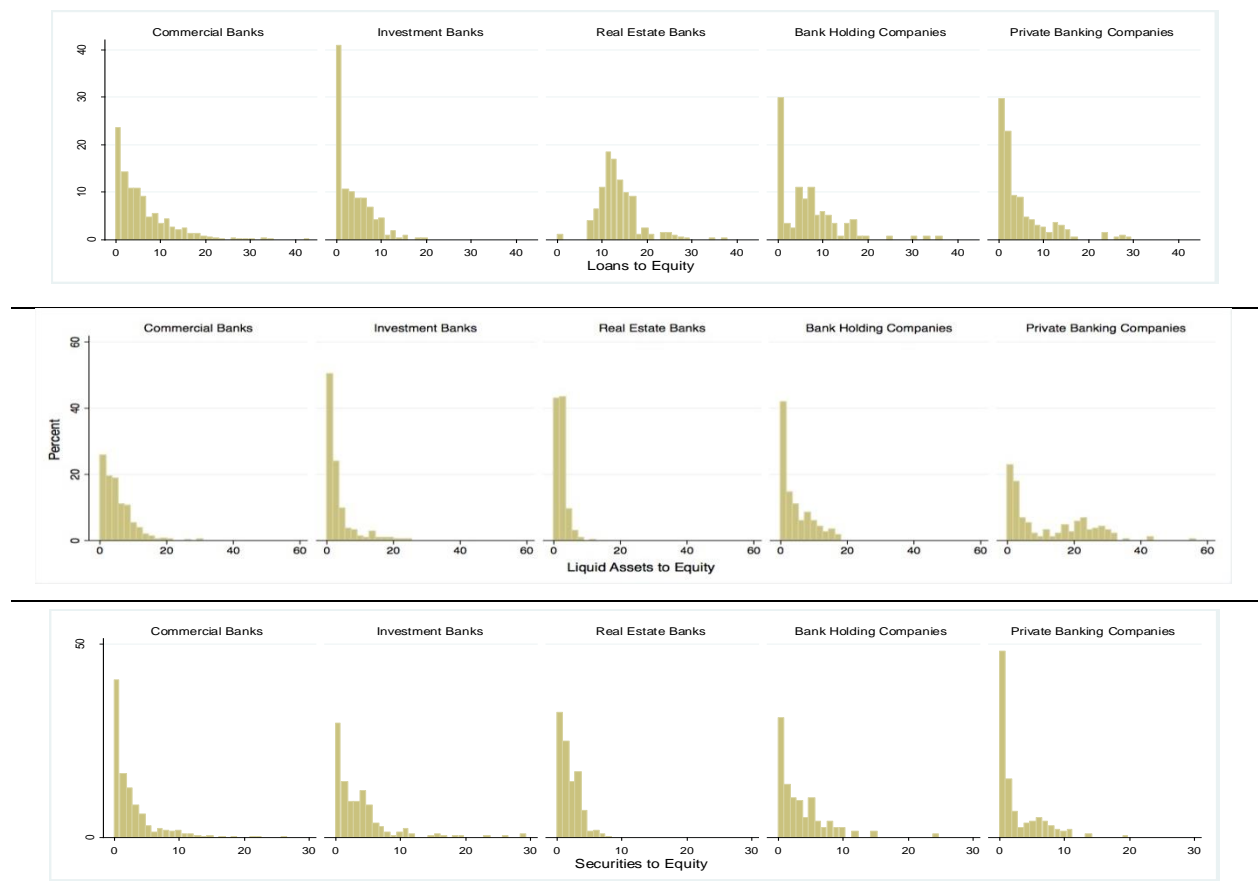 Commercial Banks Investment Banks Real Estate Banks Bank Holding Companies Private Banking Companies
40
30
20
10
0
0 10 20 30 40 0 10 20 30 40 0 10 20 30 40 0 10 20 30 40 0 10 20 30 40
Loans to Equity
Commercial Banks Investment Banks Real Estate Banks Bank Holding Companies Private Banking Companies
Percent
60
40
20
0
0 20 40 60 0 20 40 60 0 20 40 60 0 20 40 60 0 20 40 60
Liquid Assets to Equity
Commercial Banks Investment Banks Real Estate Banks Bank Holding Companies Private Banking Companies
50
0
0 10 20 30 0 10 20 30 0 10 20 30 0 10 20 30 0 10 20 30
Securities to Equity